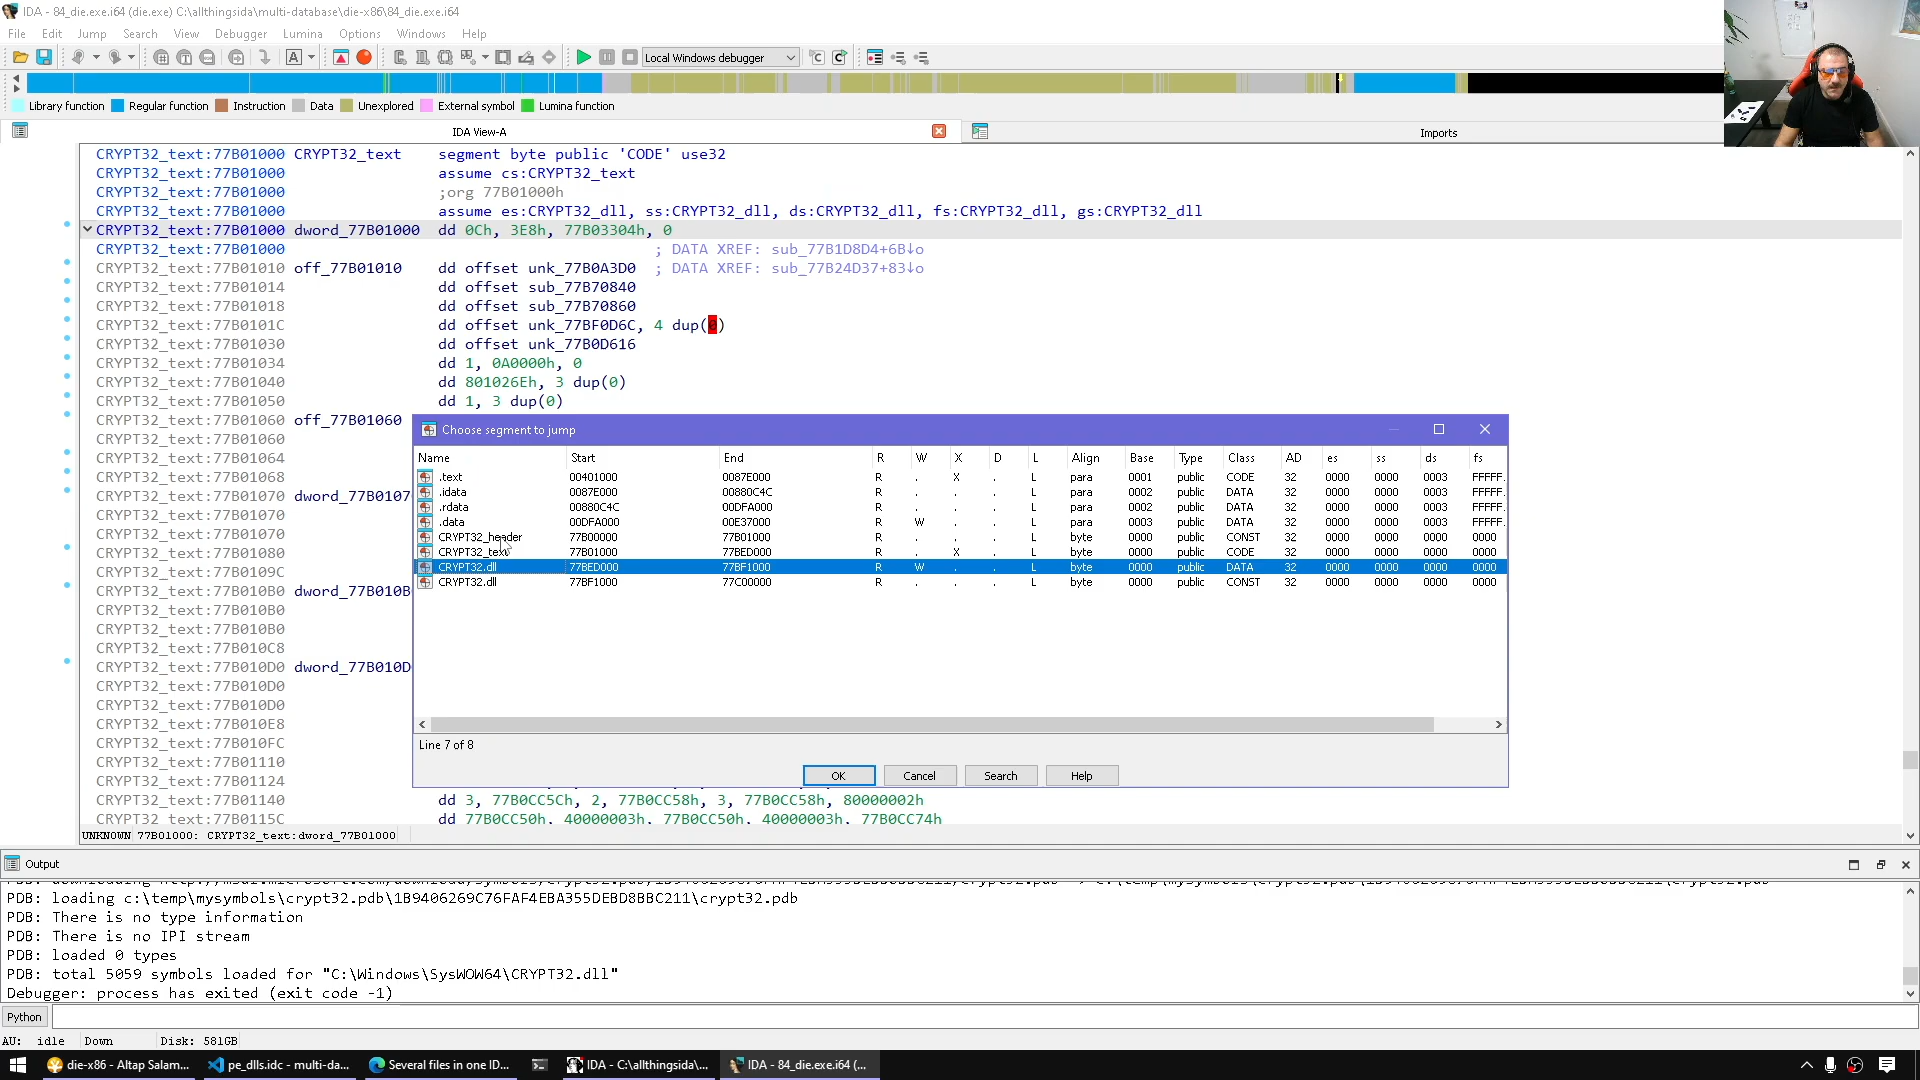 IDA - 84_die.exe.i64 (die.exe) C:\allthingsida\multi-database\die-x86\84_die.exe.i64
File Edit Jump Search View Debugger Lumina Options Windows Help
Local Windows debugger
Library function Regular function Instruction Data Unexplored External symbol Lumina function
IDA View-A Imports
CRYPT32_text:77B01000 CRYPT32_text segment byte public 'CODE' use32
CRYPT32_text:77B01000 assume cs:CRYPT32_text
CRYPT32_text:77B01000 ;org 77B01000h
CRYPT32_text:77B01000 assume es:CRYPT32_dll, ss:CRYPT32_dll, ds:CRYPT32_dll, fs:CRYPT32_dll, gs:CRYPT32_dll
CRYPT32_text:77B01000 dword_77B01000 dd 0Ch, 3E8h, 77B03304h, 0
CRYPT32_text:77B01000 ; DATA XREF: sub_77B1D8D4+6B↓o
CRYPT32_text:77B01010 off_77B01010 dd offset unk_77B0A3D0 ; DATA XREF: sub_77B24D37+83↓o
CRYPT32_text:77B01014 dd offset sub_77B70840
CRYPT32_text:77B01018 dd offset sub_77B70860
CRYPT32_text:77B0101C dd offset unk_77BF0D6C, 4 dup(0)
CRYPT32_text:77B01030 dd offset unk_77B0D616
CRYPT32_text:77B01034 dd 1, 0A0000h, 0
CRYPT32_text:77B01040 dd 801026Eh, 3 dup(0)
CRYPT32_text:77B01050 dd 1, 3 dup(0)
CRYPT32_text:77B01060 off_77B01060
CRYPT32_text:77B01060
CRYPT32_text:77B01064
CRYPT32_text:77B01068
CRYPT32_text:77B01070 dword_77B0107
CRYPT32_text:77B01070
CRYPT32_text:77B01070
CRYPT32_text:77B01080
CRYPT32_text:77B0109C
CRYPT32_text:77B010B0 dword_77B010B
CRYPT32_text:77B010B0
CRYPT32_text:77B010B0
CRYPT32_text:77B010C8
CRYPT32_text:77B010D0 dword_77B010D
CRYPT32_text:77B010D0
CRYPT32_text:77B010D0
CRYPT32_text:77B010E8
CRYPT32_text:77B010FC
CRYPT32_text:77B01110
CRYPT32_text:77B01124
CRYPT32_text:77B01140 dd 3, 77B0CC5Ch, 2, 77B0CC58h, 3, 77B0CC58h, 80000002h
CRYPT32_text:77B0115C dd 77B0CC50h, 40000003h, 77B0CC50h, 40000003h, 77B0CC74h
UNKNOWN 77B01000: CRYPT32_text:dword_77B01000
Choose segment to jump
Name Start End R W X D L Align Base Type Class AD es ss ds fs
.text 00401000 0087E000 R . X . L para 0001 public CODE 32 0000 0000 0003 FFFFF.
.idata 0087E000 00880C4C R . . . L para 0002 public DATA 32 0000 0000 0003 FFFFF.
.rdata 00880C4C 00DFA000 R . . . L para 0002 public DATA 32 0000 0000 0003 FFFFF.
.data 00DFA000 00E37000 R W . . L para 0003 public DATA 32 0000 0000 0003 FFFFF.
CRYPT32_header 77B00000 77B01000 R . . . L byte 0000 public CONST 32 0000 0000 0000 0000
CRYPT32_text 77B01000 77BED000 R . X . L byte 0000 public CODE 32 0000 0000 0000 0000
CRYPT32.dll 77BED000 77BF1000 R W . . L byte 0000 public DATA 32 0000 0000 0000 0000
CRYPT32.dll 77BF1000 77C00000 R . . . L byte 0000 public CONST 32 0000 0000 0000 0000
Line 7 of 8
OK Cancel Search Help
Output
PDB: loading c:\temp\mysymbols\crypt32.pdb\1B9406269C76FAF4EBA355DEBD8BBC211\crypt32.pdb
PDB: There is no type information
PDB: There is no IPI stream
PDB: loaded 0 types
PDB: total 5059 symbols loaded for "C:\Windows\SysWOW64\CRYPT32.dll"
Debugger: process has exited (exit code -1)
Python
AU: idle Down Disk: 581GB
die-x86 - Altap Salam... pe_dlls.idc - multi-da... Several files in one ID... IDA - C:\allthingsida\... IDA - 84_die.exe.i64 (...